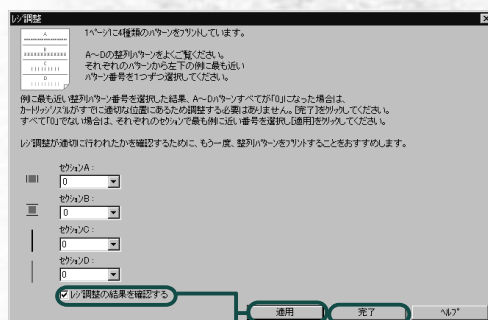 ﾚｼﾞ調整
A
B
C
D
1ﾍﾟｰｼﾞに4種類のﾊﾟﾀｰﾝをﾌﾟﾘﾝﾄしています。
A～Dの整列ﾊﾟﾀｰﾝをよくご覧ください。
それぞれのﾊﾟﾀｰﾝから左下の例に最も近い
ﾊﾟﾀｰﾝ番号を1つずつ選択してください。
例に最も近い整列ﾊﾟﾀｰﾝ番号を選択した結果、A～Dﾊﾟﾀｰﾝすべてが｢0｣になった場合は、
ｶｰﾄﾘｯｼﾞﾉｽﾞﾙがすでに適切な位置にあるため調整する必要はありません。[完了]をｸﾘｯｸしてください。
すべて｢0｣でない場合は、それぞれのｾｸｼｮﾝで最も例に近い番号を選択し[適用]をｸﾘｯｸしてください。
ﾚｼﾞ調整が適切に行われたかを確認するために、もう一度、整列ﾊﾟﾀｰﾝをﾌﾟﾘﾝﾄすることをおすすめします。
ｾｸｼｮﾝA :
0
ｾｸｼｮﾝB :
0
ｾｸｼｮﾝC :
0
ｾｸｼｮﾝD :
0
ﾚｼﾞ調整の結果を確認する
適用
完了
ﾍﾙﾌﾟ